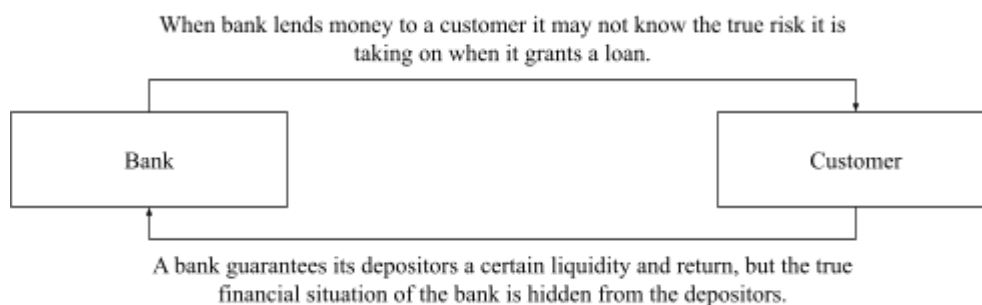 When bank lends money to a customer it may not know the true risk it is
taking on when it grants a loan.
Bank
Customer
A bank guarantees its depositors a certain liquidity and return, but the true
financial situation of the bank is hidden from the depositors.